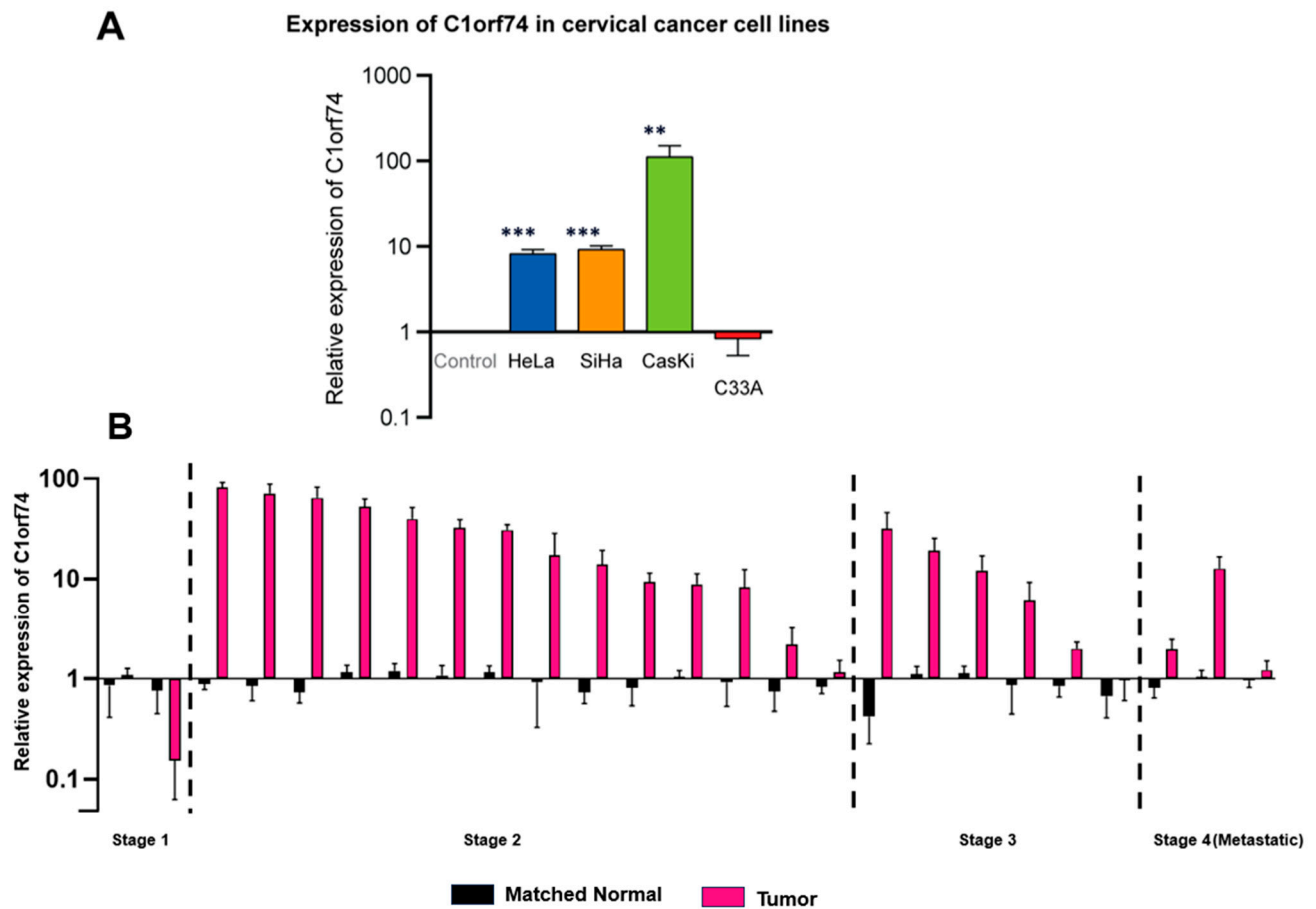 A
Expression of C1orf74 in cervical cancer cell lines
Relative expression of C1orf74
1000
100
10
1
0.1
***
***
**
Control
HeLa
SiHa
CasKi
C33A
B
Relative expression of C1orf74
100
10
1
0.1
Stage 1
Stage 2
Stage 3
Stage 4(Metastatic)
Matched Normal
Tumor